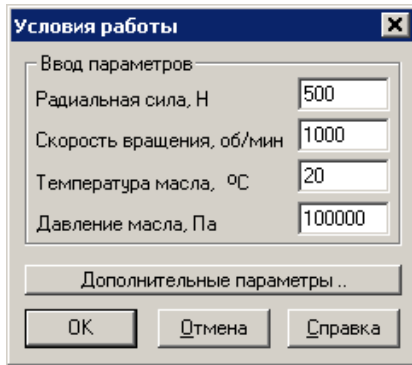 Условия работы
Ввод параметров
Радиальная сила, Н 500
Скорость вращения, об/мин 1000
Температура масла, ºС 20
Давление масла, Па 100000
Дополнительные параметры ..
OK Отмена Справка